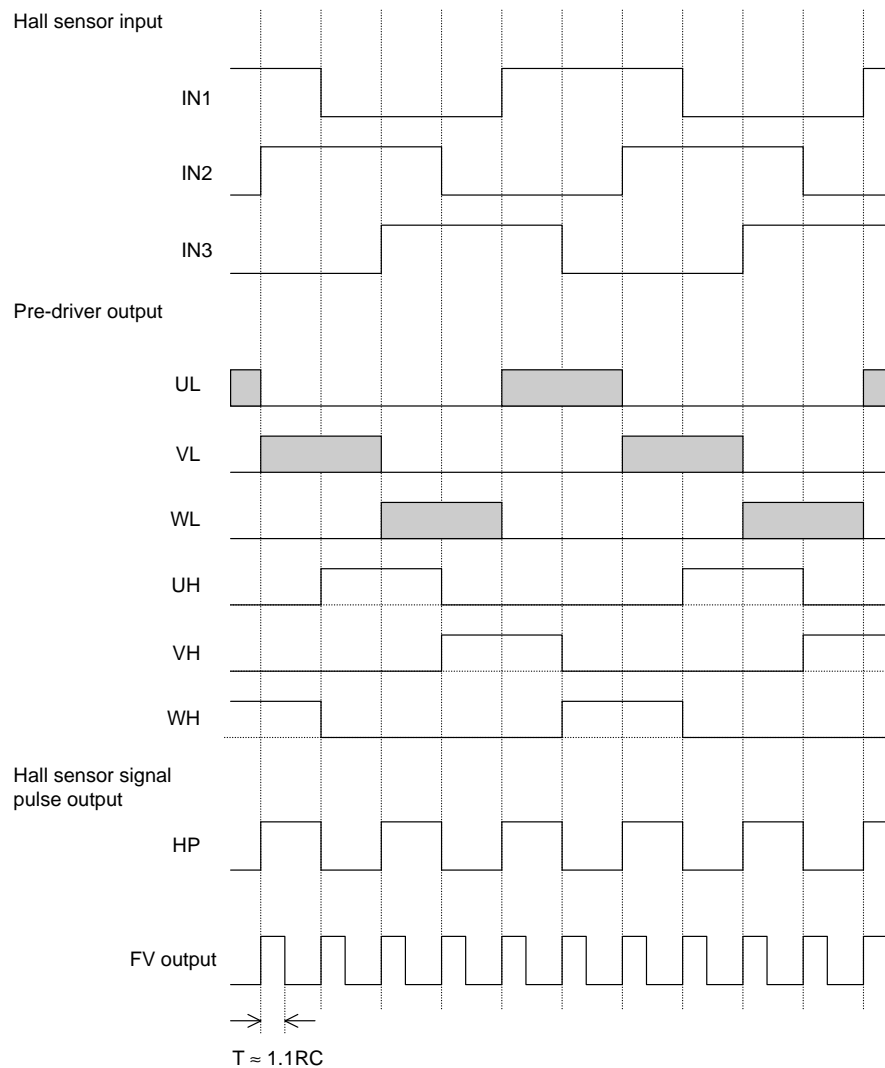 Hall sensor input
IN1
IN2
IN3
Pre-driver output
UL
VL
WL
UH
VH
WH
Hall sensor signal
pulse output
HP
FV output
T ≈ 1.1RC